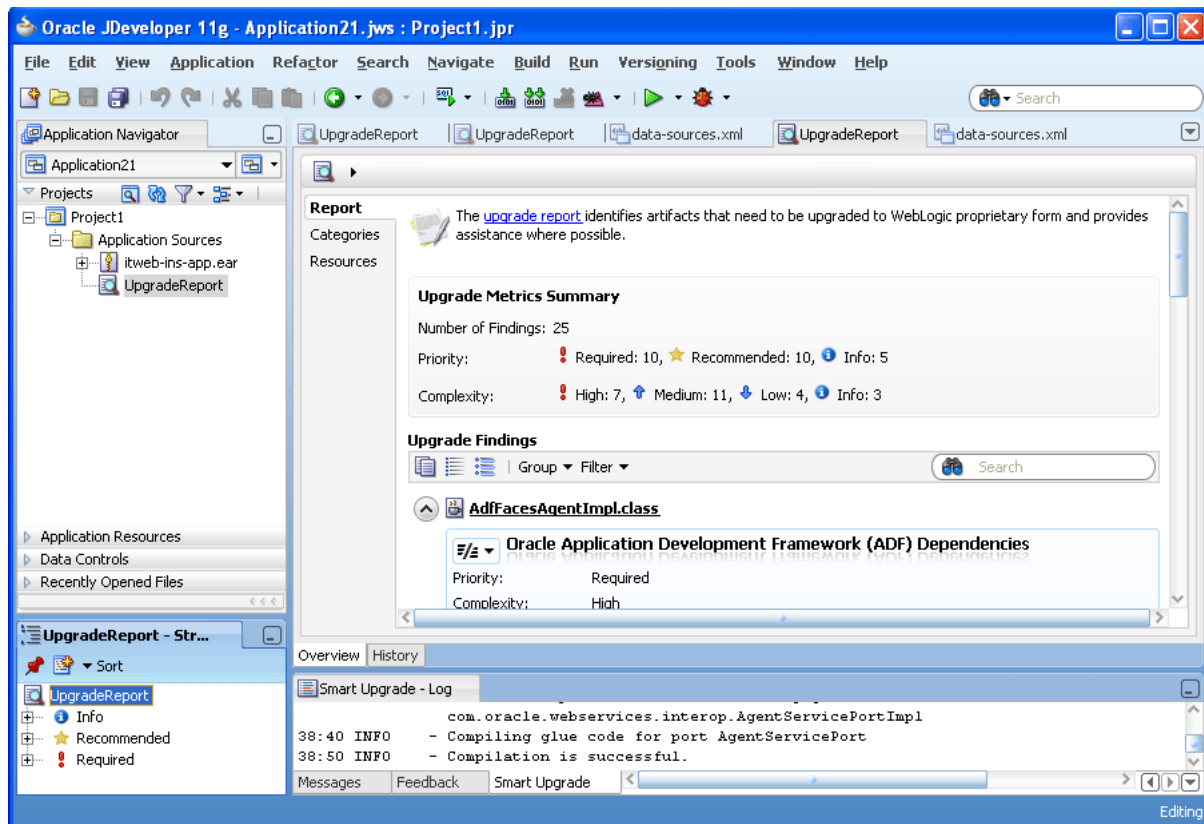 Oracle JDeveloper 11g - Application21.jws : Project1.jpr
File Edit View Application Refactor Search Navigate Build Run Versioning Tools Window Help
Search
Application Navigator
Application21
Projects
Project1
Application Sources
itweb-ins-app.ear
UpgradeReport
Application Resources
Data Controls
Recently Opened Files
UpgradeReport - Str...
Sort
UpgradeReport
Info
Recommended
Required
UpgradeReport UpgradeReport data-sources.xml UpgradeReport data-sources.xml
Report
Categories
Resources
The upgrade report identifies artifacts that need to be upgraded to WebLogic proprietary form and provides
assistance where possible.
Upgrade Metrics Summary
Number of Findings: 25
Priority: Required: 10, Recommended: 10, Info: 5
Complexity: High: 7, Medium: 11, Low: 4, Info: 3
Upgrade Findings
Group Filter Search
AdfFacesAgentImpl.class
Oracle Application Development Framework (ADF) Dependencies
Priority: Required
Complexity: High
Overview History
Smart Upgrade - Log
com.oracle.webservices.interop.AgentServicePortImpl
38:40 INFO - Compiling glue code for port AgentServicePort
38:50 INFO - Compilation is successful.
Messages Feedback Smart Upgrade
Editing